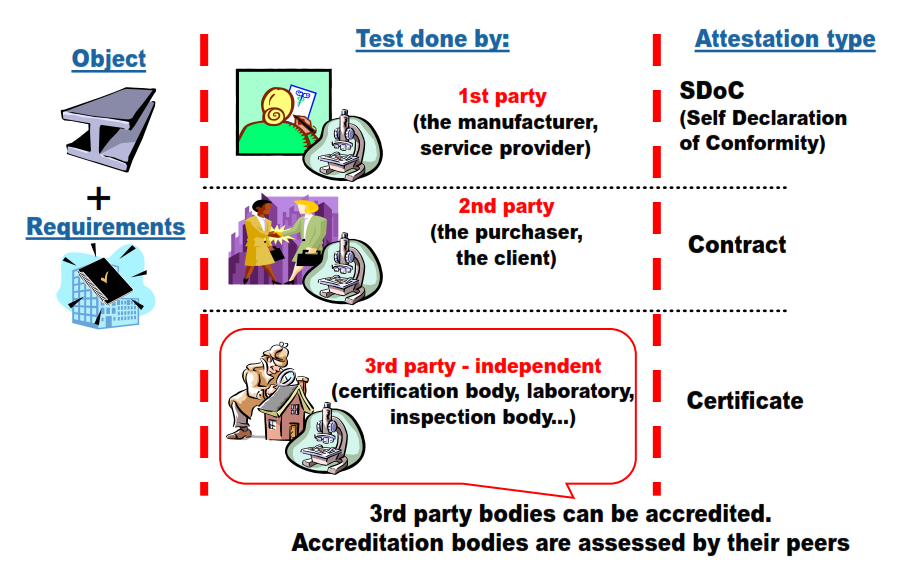 Object
+
Requirements
Test done by:
Attestation type
1st party
(the manufacturer,
service provider)
SDoC
(Self Declaration
of Conformity)
2nd party
(the purchaser,
the client)
Contract
3rd party - independent
(certification body, laboratory,
inspection body...)
Certificate
3rd party bodies can be accredited.
Accreditation bodies are assessed by their peers